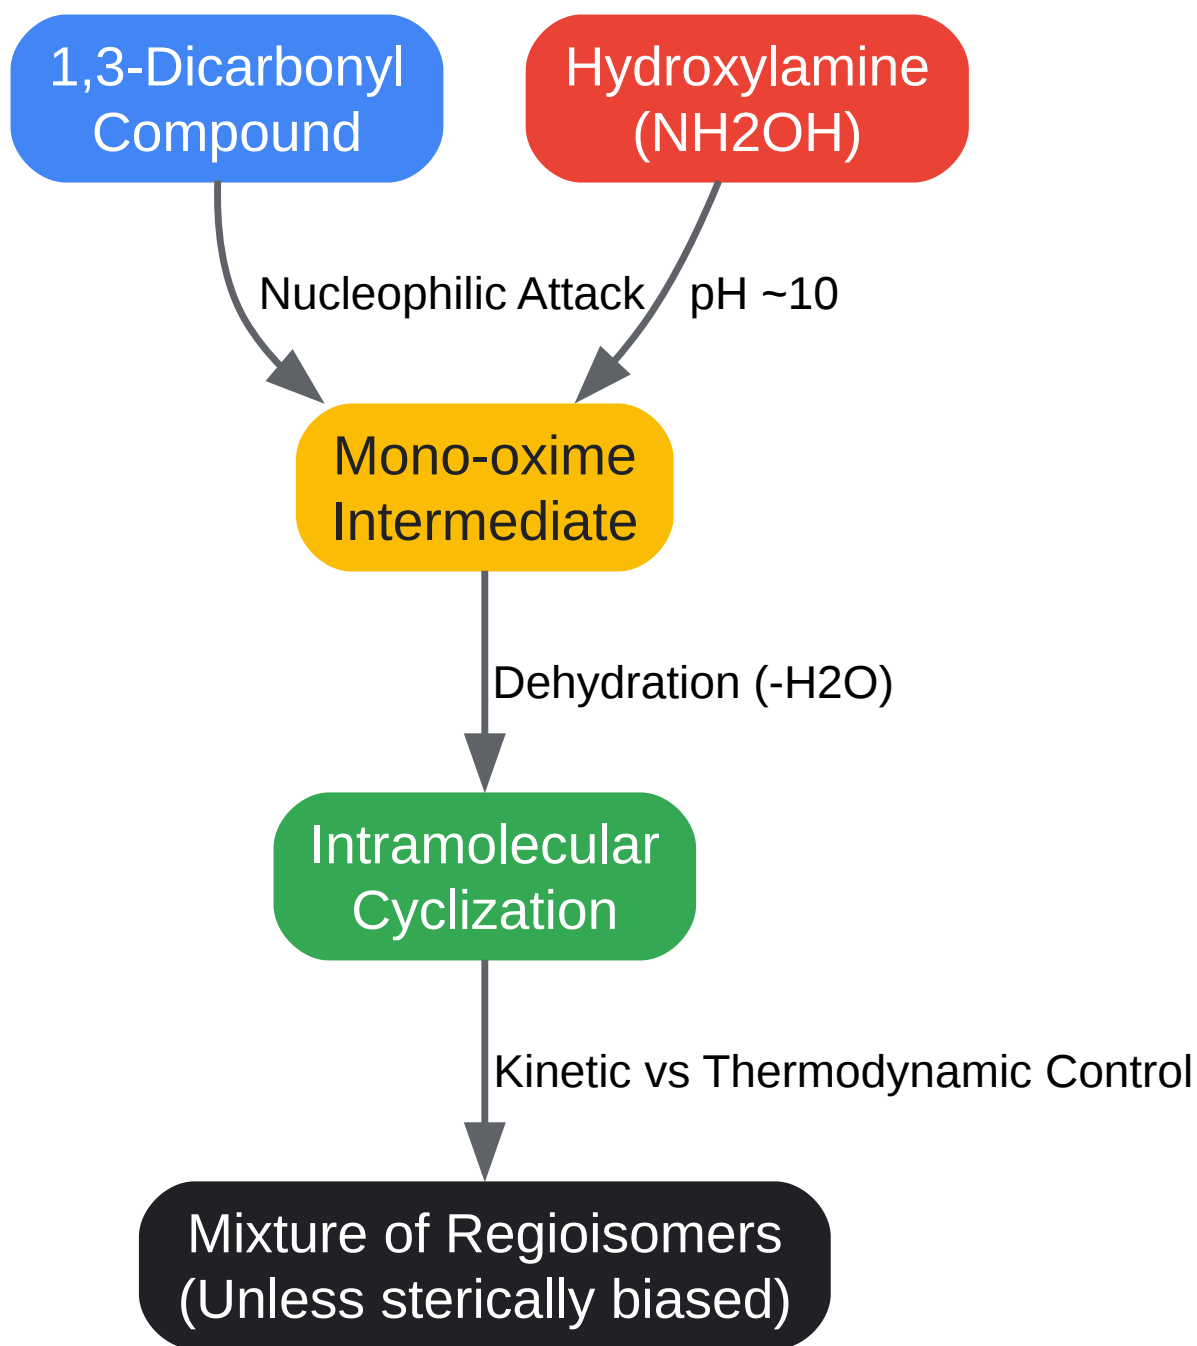 1,3-Dicarbonyl
Compound
Hydroxylamine
(NH2OH)
Nucleophilic Attack
pH ~10
Mono-oxime
Intermediate
Dehydration (-H2O)
Intramolecular
Cyclization
Kinetic vs Thermodynamic Control
Mixture of Regioisomers
(Unless sterically biased)